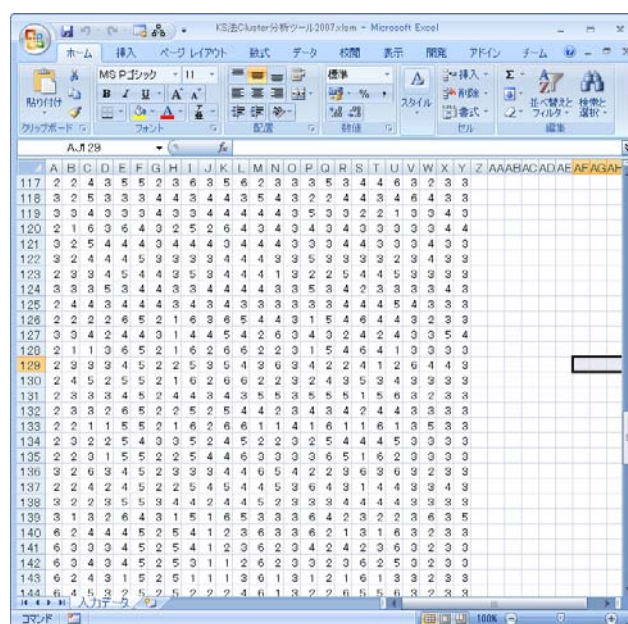 KS法Cluster分析ツール2007.xlsm - Microsoft Excel
ホーム 挿入 ページ レイアウト 数式 データ 校閲 表示 開発 アドイン チーム
貼り付け MS Pゴシック 11 標準 スタイル 挿入 削除 書式 並べ替えと フィルタ 検索と 選択
クリップボード フォント 配置 数値 セル 編集
AJ129 fx
A B C D E F G H I J K L M N O P Q R S T U V W X Y Z AA AB AC AD AE AF AG AH
117 2 2 4 3 5 5 2 3 6 3 5 6 2 3 3 3 5 3 4 4 6 3 2 3 3
118 3 2 5 3 3 3 4 4 3 4 4 3 5 4 3 2 2 4 4 3 4 6 4 3 3
119 3 3 4 3 3 3 4 3 3 4 4 4 4 4 3 5 3 3 2 2 1 3 3 4 3
120 2 1 6 3 6 4 3 2 5 2 6 4 3 4 3 4 3 4 3 3 3 3 3 4 4
121 3 2 5 4 4 4 3 4 4 4 3 4 4 4 3 3 3 4 4 3 3 3 4 3 3
122 3 2 4 4 4 5 3 3 3 3 4 4 4 3 3 5 3 3 3 3 2 3 4 3 3
123 2 3 3 4 5 4 4 3 5 3 4 4 4 1 3 2 2 5 4 4 5 3 3 3 3
124 3 3 3 5 3 4 4 3 3 4 4 4 4 4 3 3 5 3 4 2 3 3 3 4 3
125 2 4 4 3 4 4 4 3 4 3 4 3 3 3 3 3 3 4 4 4 5 4 3 3 3
126 2 2 2 2 6 5 2 1 6 3 6 5 4 4 3 1 5 4 6 4 4 3 2 3 3
127 3 3 4 2 4 4 3 1 4 4 5 4 2 6 3 4 3 2 4 2 4 3 3 5 4
128 2 1 1 3 6 5 2 1 6 2 6 6 2 2 3 1 5 4 6 4 1 3 3 3 3
129 2 3 3 3 4 5 2 2 5 3 5 4 3 6 3 4 2 2 4 1 2 6 4 4 3
130 2 4 5 2 5 5 2 1 6 2 6 6 2 2 3 2 4 3 5 3 4 3 3 3 3
131 2 3 3 3 4 5 2 4 4 3 4 3 5 5 3 5 5 5 1 5 6 3 2 3 3
132 2 3 3 2 6 5 2 2 5 2 5 4 4 2 3 4 3 4 2 4 4 3 3 3 3
133 2 2 1 1 5 5 2 1 6 2 6 6 1 1 4 1 6 1 1 6 1 3 5 3 3
134 2 3 2 2 5 4 3 3 5 2 4 5 2 2 3 2 5 4 4 4 5 3 3 3 3
135 2 2 3 1 5 5 2 2 5 4 4 6 3 3 3 3 6 5 1 6 2 3 3 3 3
136 3 2 6 3 4 5 2 3 3 3 4 4 6 5 4 2 2 3 6 3 6 3 2 3 3
137 2 2 4 2 4 5 2 2 5 4 5 4 4 5 3 6 4 3 1 4 4 3 3 4 3
138 3 2 2 3 5 5 3 4 4 2 4 4 5 2 3 3 3 4 4 4 4 3 3 3 3
139 3 1 3 2 6 4 3 1 5 1 6 5 3 3 3 6 4 2 3 2 2 3 6 3 5
140 6 2 4 4 4 5 2 5 4 1 2 3 6 3 3 6 2 1 3 1 6 3 2 3 3
141 6 3 3 3 4 5 2 5 4 1 2 3 6 2 3 4 2 4 2 3 6 3 2 3 3
142 6 3 4 3 4 5 2 5 3 1 1 2 6 2 3 3 2 3 6 2 5 3 2 3 3
143 6 2 4 3 1 5 2 5 1 1 1 3 6 1 3 1 2 1 6 1 3 3 2 3 3
入力データ
コマンド 100%